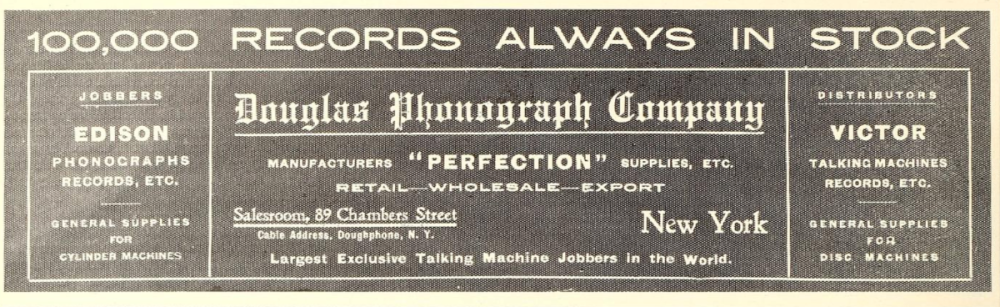 100,000 RECORDS ALWAYS IN STOCK
JOBBERS
EDISON
PHONOGRAPHS
RECORDS, ETC.
GENERAL SUPPLIES
FOR
CYLINDER MACHINES
Douglas Phonograph Company
MANUFACTURERS "PERFECTION" SUPPLIES, ETC.
RETAIL—WHOLESALE—EXPORT
Salesroom, 89 Chambers Street
New York
Cable Address, Doughphone, N. Y.
Largest Exclusive Talking Machine Jobbers in the World.
DISTRIBUTORS
VICTOR
TALKING MACHINES
RECORDS, ETC.
GENERAL SUPPLIES
FOR
DISC MACHINES